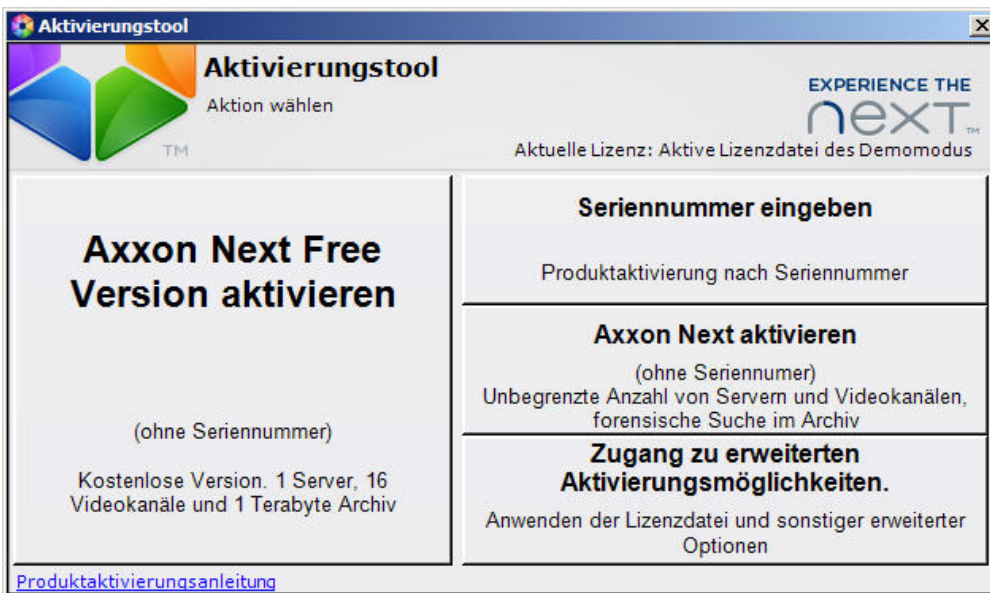 Aktivierungstool
Aktivierungstool
Aktion wählen
TM
EXPERIENCE THE
next TM
Aktuelle Lizenz: Aktive Lizenzdatei des Demomodus
Axxon Next Free
Version aktivieren
(ohne Seriennummer)
Kostenlose Version. 1 Server, 16
Videokanäle und 1 Terabyte Archiv
Seriennummer eingeben
Produktaktivierung nach Seriennummer
Axxon Next aktivieren
(ohne Seriennumer)
Unbegrenzte Anzahl von Servern und Videokanälen,
forensische Suche im Archiv
Zugang zu erweiterten
Aktivierungsmöglichkeiten.
Anwenden der Lizenzdatei und sonstiger erweiterter
Optionen
Produktaktivierungsanleitung